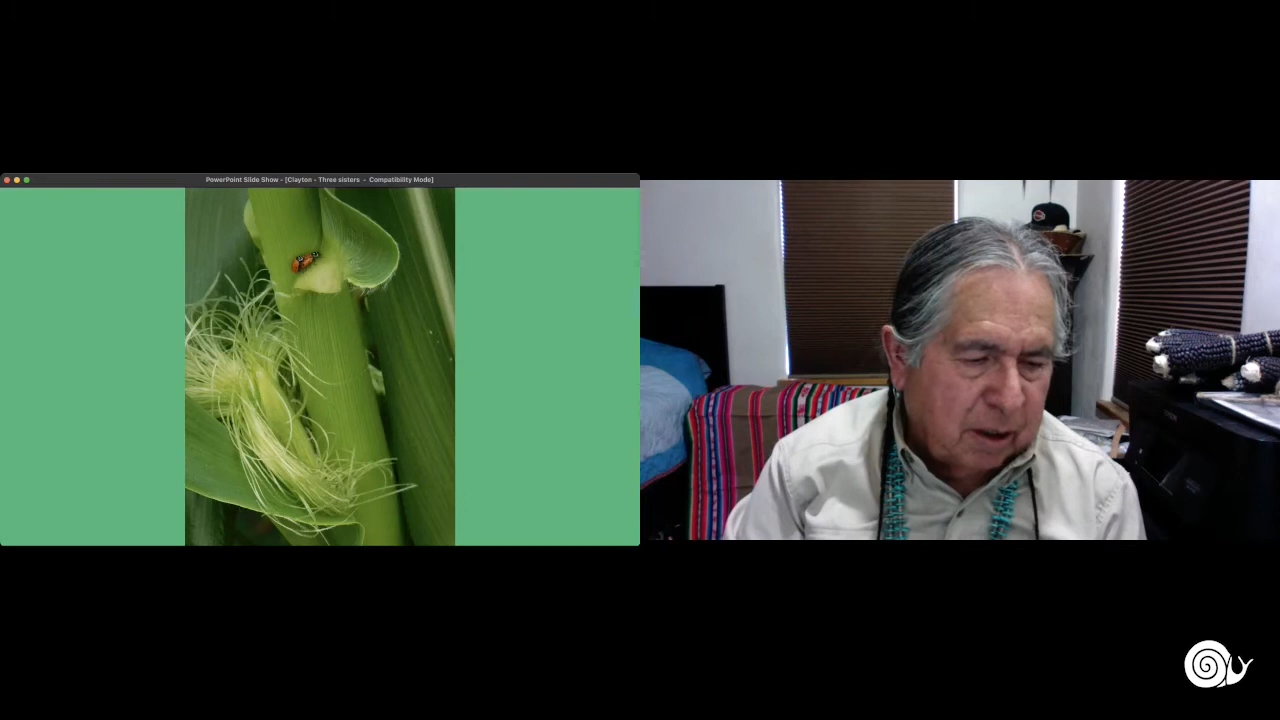 PowerPoint Slide Show - [Clayton - Three sisters - Compatibility Mode]